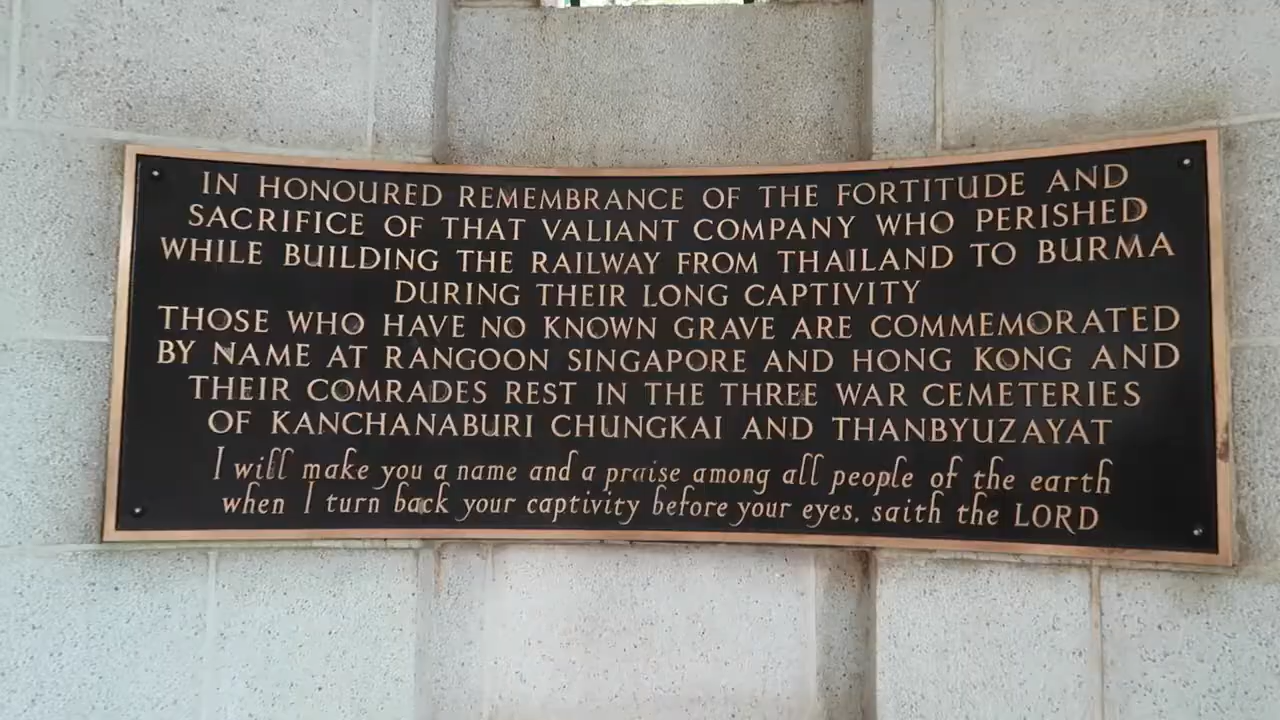 IN HONOURED REMEMBRANCE OF THE FORTITUDE AND
SACRIFICE OF THAT VALIANT COMPANY WHO PERISHED
WHILE BUILDING THE RAILWAY FROM THAILAND TO BURMA
DURING THEIR LONG CAPTIVITY
THOSE WHO HAVE NO KNOWN GRAVE ARE COMMEMORATED
BY NAME AT RANGOON SINGAPORE AND HONG KONG AND
THEIR COMRADES REST IN THE THREE WAR CEMETERIES
OF KANCHANABURI CHUNGKAI AND THANBYUZAYAT
I will make you a name and a praise among all people of the earth
when I turn back your captivity before your eyes, saith the LORD